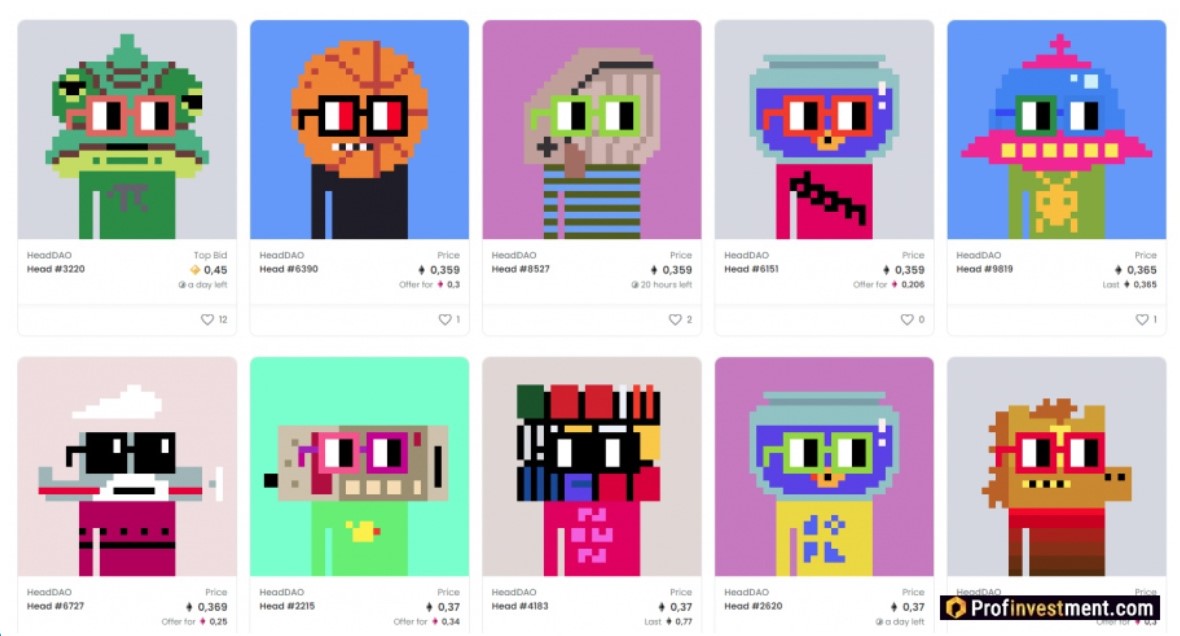 doom
HeadDAO Top Bid
Head #3220 0,45
a day left
12
HeadDAO Price
Head #6390 0,359
Offer for 0,3
1
HeadDAO Price
Head #8527 0,359
20 hours left
2
HeadDAO Price
Head #6151 0,359
Offer for 0,206
0
HeadDAO Price
Head #9819 0,365
Last 0,365
1
HeadDAO Price
Head #6727 0,369
Offer for 0,25
HeadDAO Price
Head #2215 0,37
Offer for 0,34
HeadDAO Price
Head #4183 0,37
Last 0,77
HeadDAO Price
Head #2620 0,37
a day left
Profinvestment.com